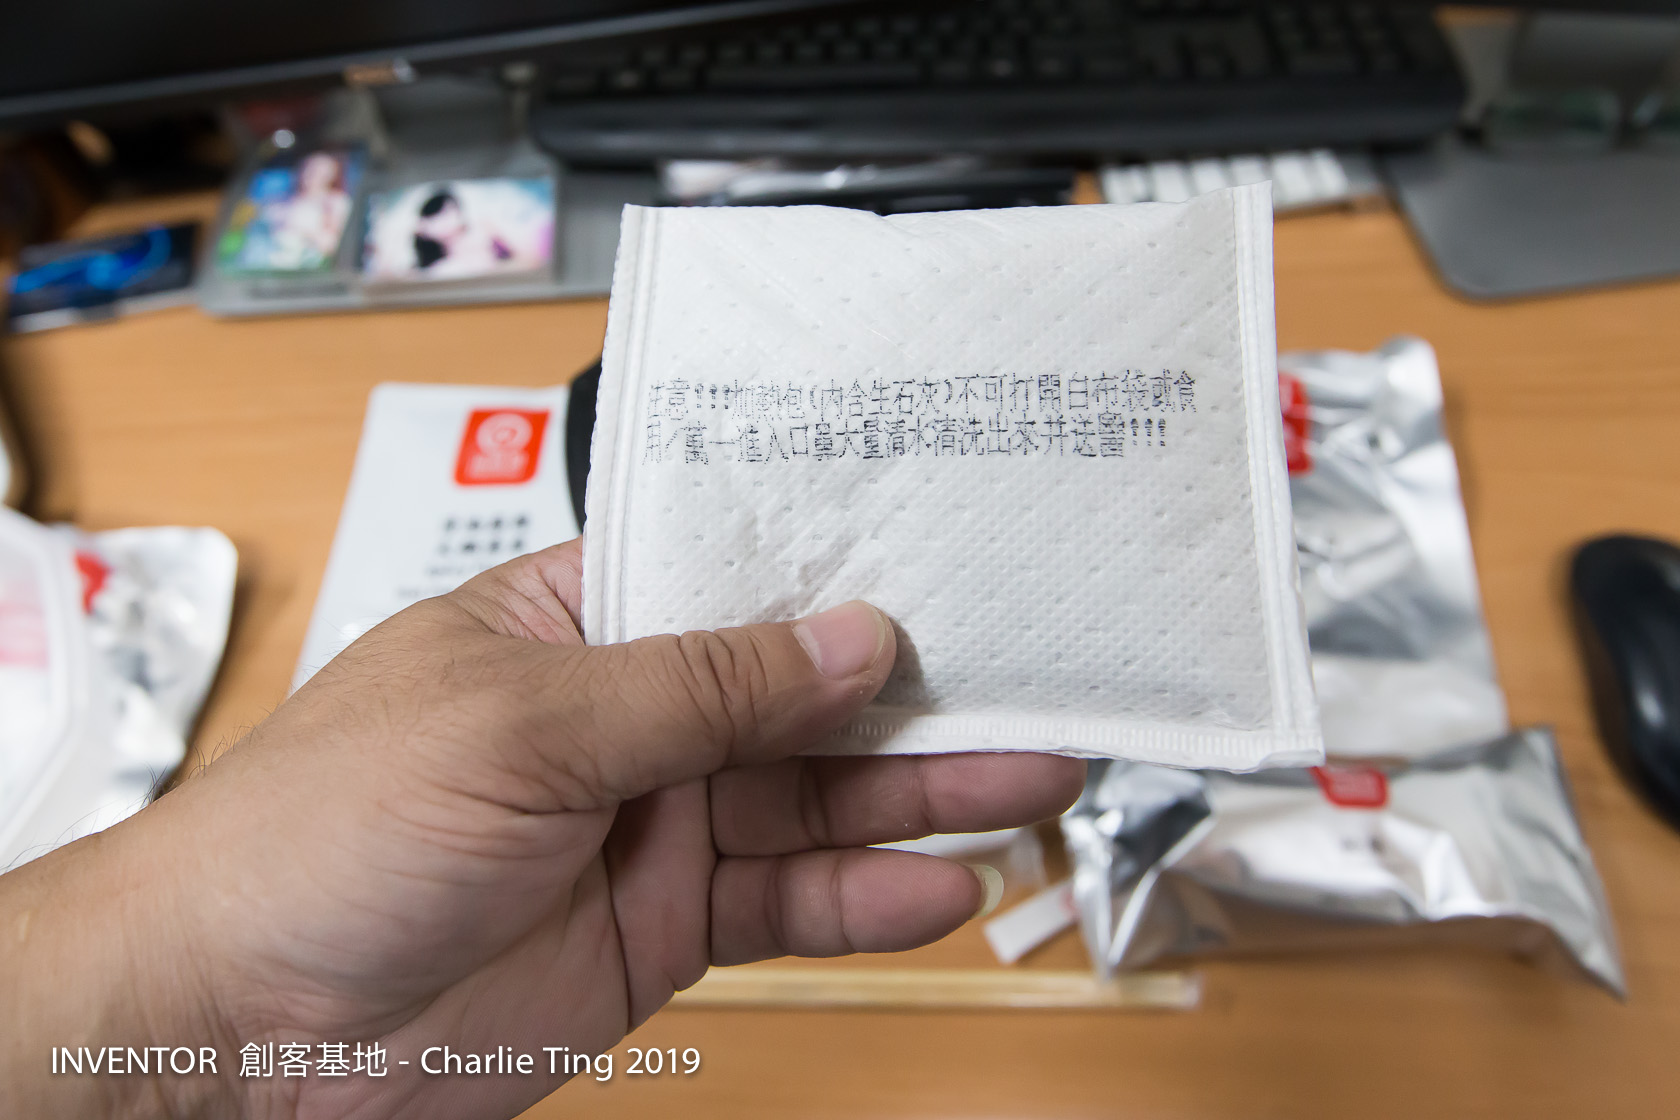 注意!!!加熱包(內含生石灰)不可打開白布袋或食
用╱萬一進入口鼻大量清水清洗出來并送醫!!!
INVENTOR 創客基地 - Charlie Ting 2019